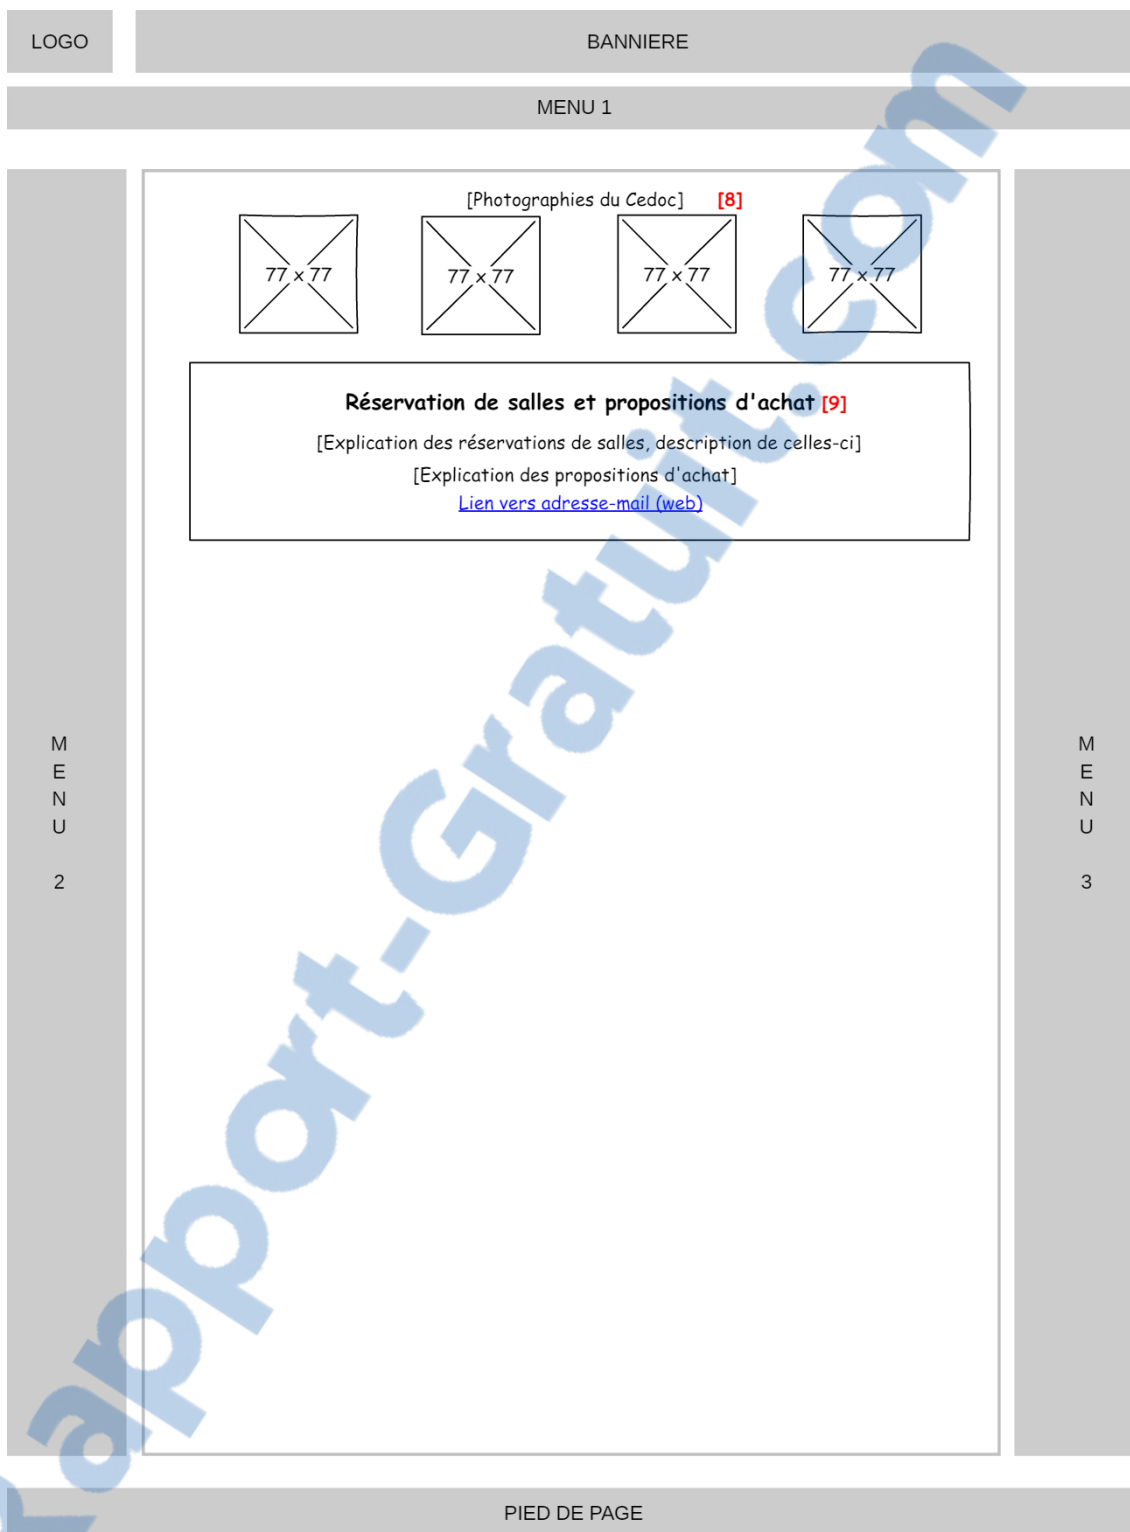 LOGO
BANNIERE
MENU 1
[Photographies du Cedoc] [8]
77 x 77
77 x 77
77 x 77
77 x 77
Réservation de salles et propositions d'achat [9]
[Explication des réservations de salles, description de celles-ci]
[Explication des propositions d'achat]
Lien vers adresse-mail (web)
M
E
N
U
2
M
E
N
U
3
PIED DE PAGE
Rapport-Gratuit.com